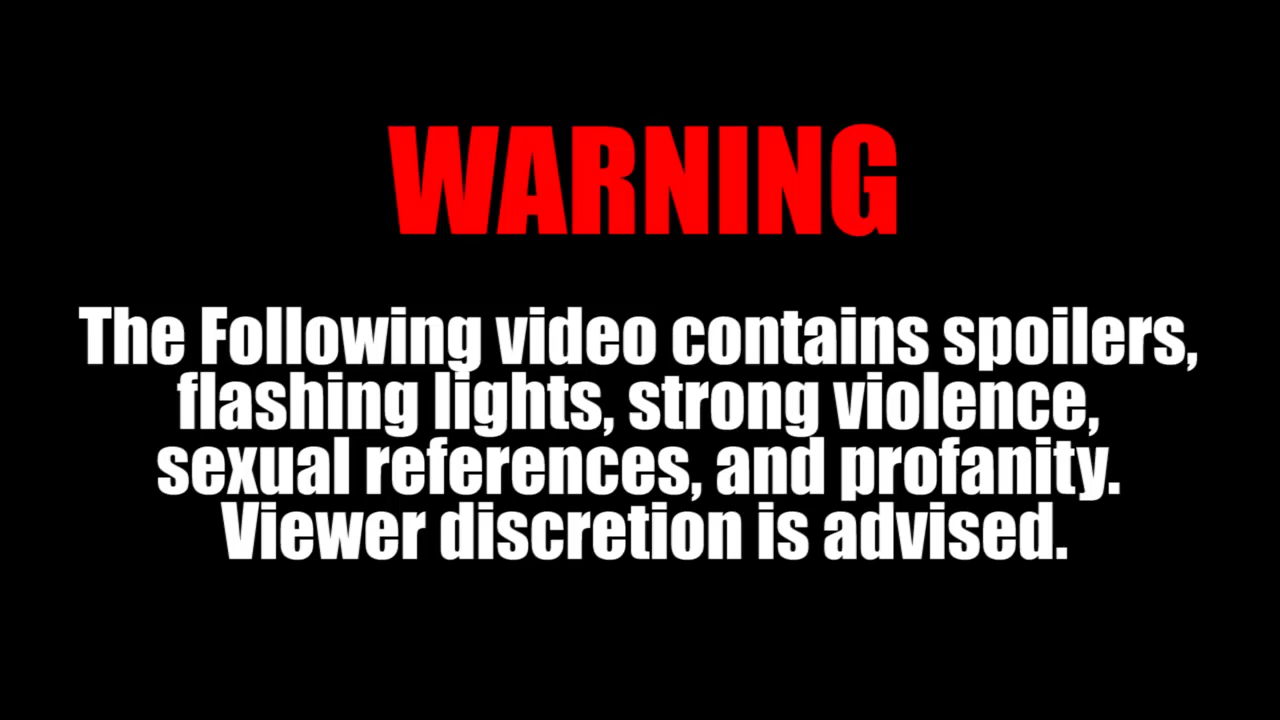 WARNING
The Following video contains spoilers,
flashing lights, strong violence,
sexual references, and profanity.
Viewer discretion is advised.